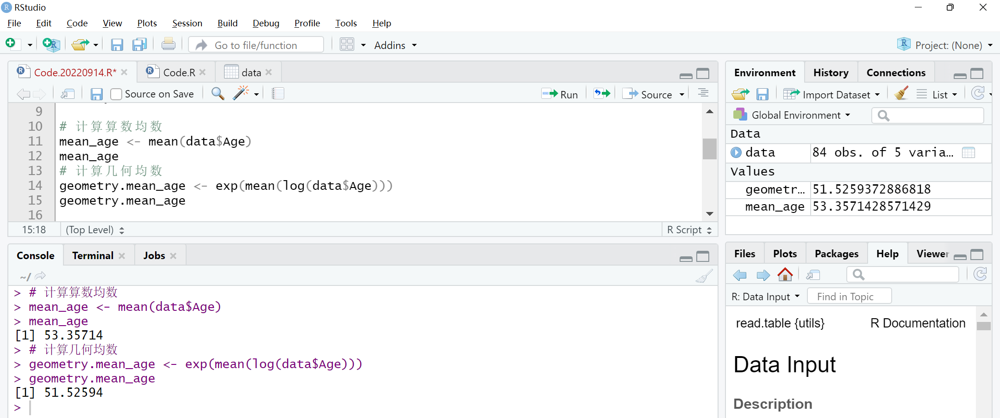 RStudio
File Edit Code View Plots Session Build Debug Profile Tools Help
Go to file/function Addins Project: (None)
Code.20220914.R* Code.R data
Source on Save Run Source
9
10 # 计算算数均数
11 mean_age <- mean(data$Age)
12 mean_age
13 # 计算几何均数
14 geometry.mean_age <- exp(mean(log(data$Age)))
15 geometry.mean_age
16
15:18 (Top Level) R Script
Console Terminal Jobs
~/
> # 计算算数均数
> mean_age <- mean(data$Age)
> mean_age
[1] 53.35714
> # 计算几何均数
> geometry.mean_age <- exp(mean(log(data$Age)))
> geometry.mean_age
[1] 51.52594
>
Environment History Connections
Import Dataset List
Global Environment
Data
data 84 obs. of 5 varia…
Values
geometr… 51.5259372886818
mean_age 53.3571428571429
Files Plots Packages Help Viewer
R: Data Input Find in Topic
read.table {utils} R Documentation
Data Input
Description